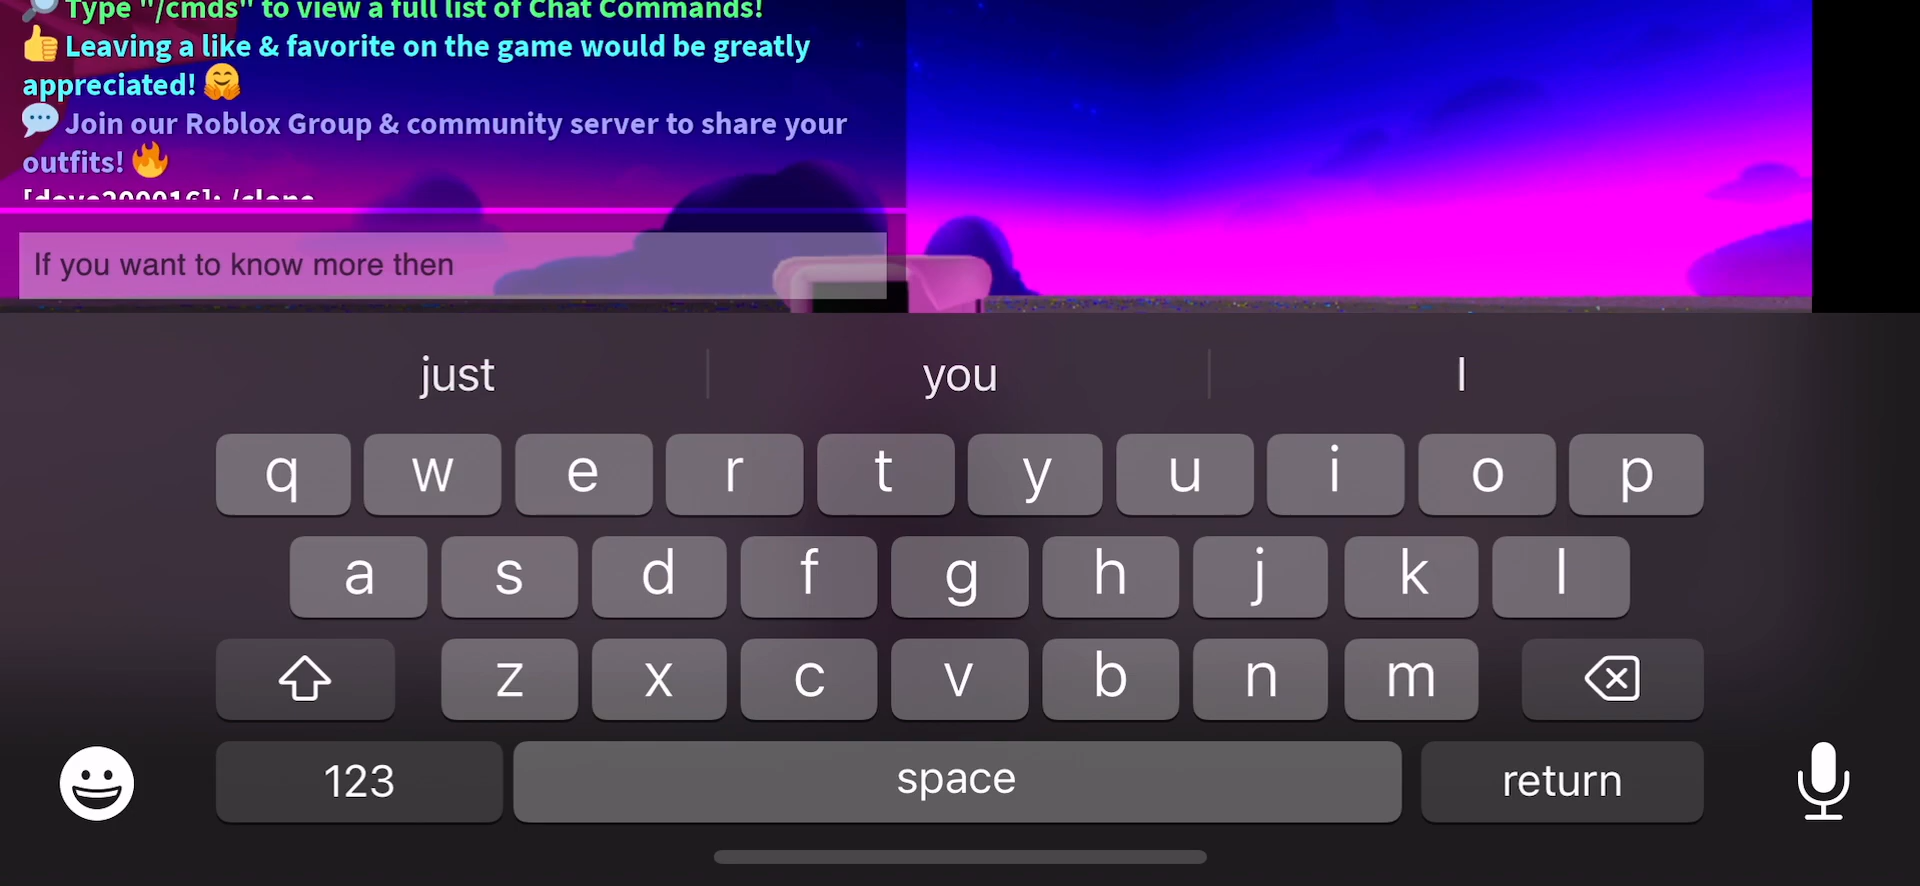 Type "/cmds" to view a full list of Chat Commands!
Leaving a like & favorite on the game would be greatly
appreciated!
Join our Roblox Group & community server to share your
outfits!
If you want to know more then
just you I
q w e r t y u i o p
a s d f g h j k l
z x c v b n m
123 space return